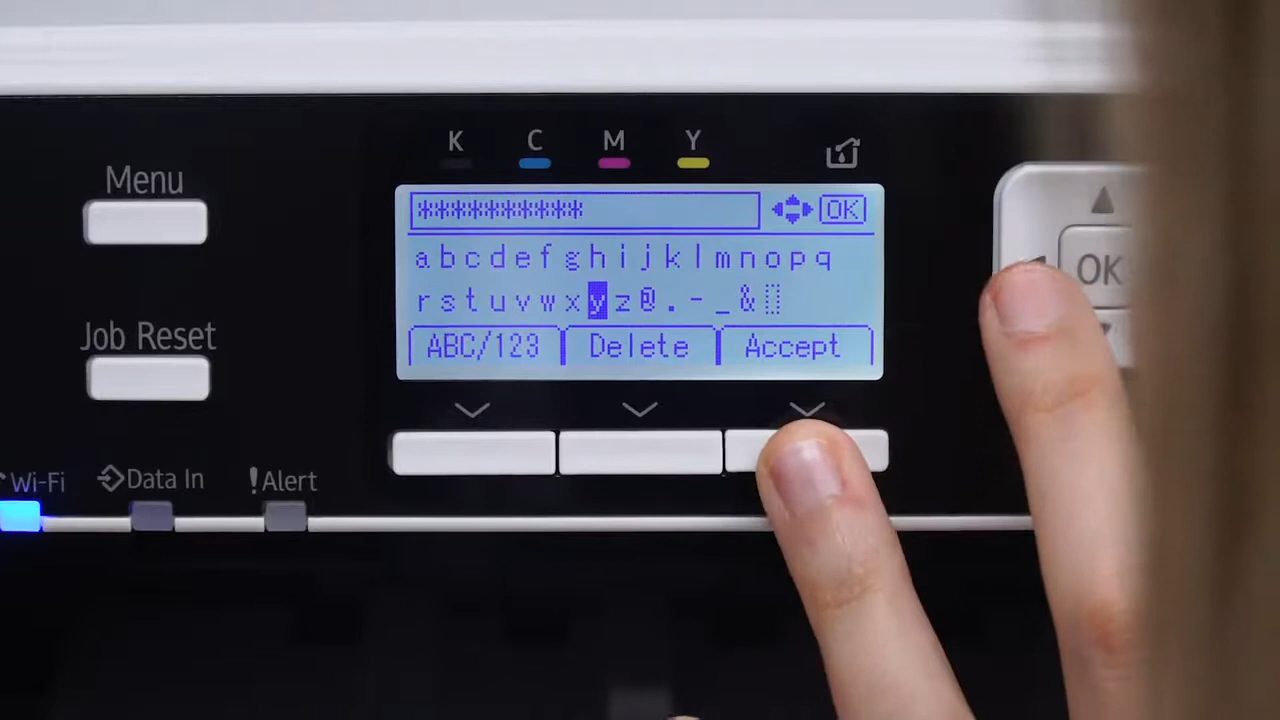 K C M Y
Menu
********** OK
a b c d e f g h i j k l m n o p q
r s t u v w x y z @ . - _ &
ABC/123 Delete Accept
OK
Job Reset
Wi-Fi Data In !Alert